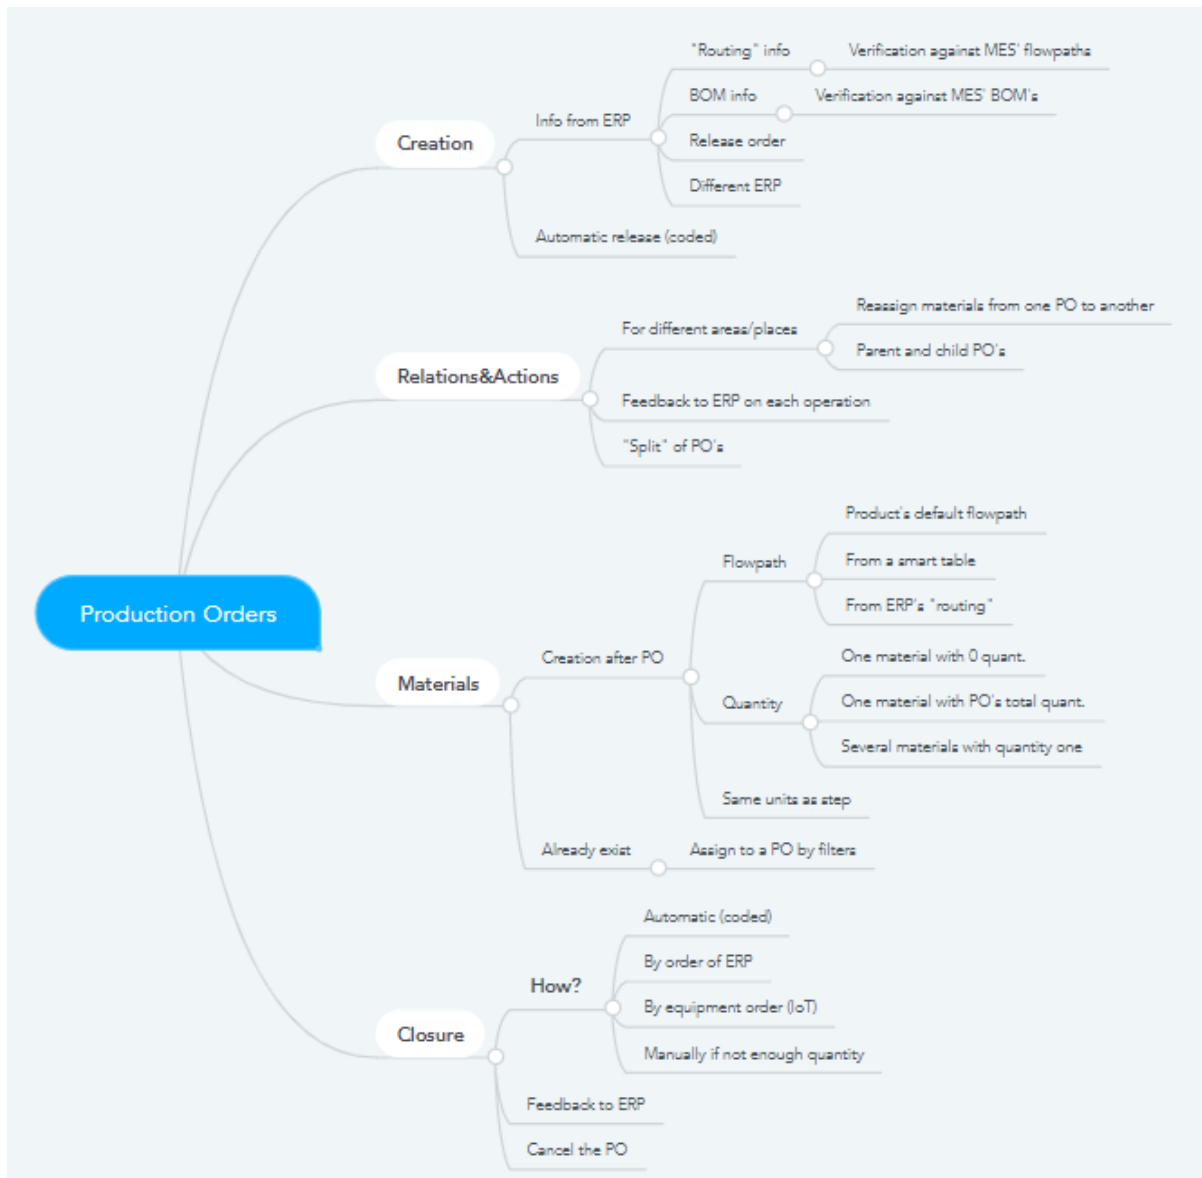 Production Orders
Creation
Info from ERP
"Routing" info
Verification against MES' flowpaths
BOM info
Verification against MES' BOM's
Release order
Different ERP
Automatic release (coded)
Relations&Actions
For different areas/places
Reassign materials from one PO to another
Parent and child PO's
Feedback to ERP on each operation
"Split" of PO's
Materials
Creation after PO
Flowpath
Product's default flowpath
From a smart table
From ERP's "routing"
Quantity
One material with 0 quant.
One material with PO's total quant.
Several materials with quantity one
Same units as step
Already exist
Assign to a PO by filters
Closure
How?
Automatic (coded)
By order of ERP
By equipment order (IoT)
Manually if not enough quantity
Feedback to ERP
Cancel the PO